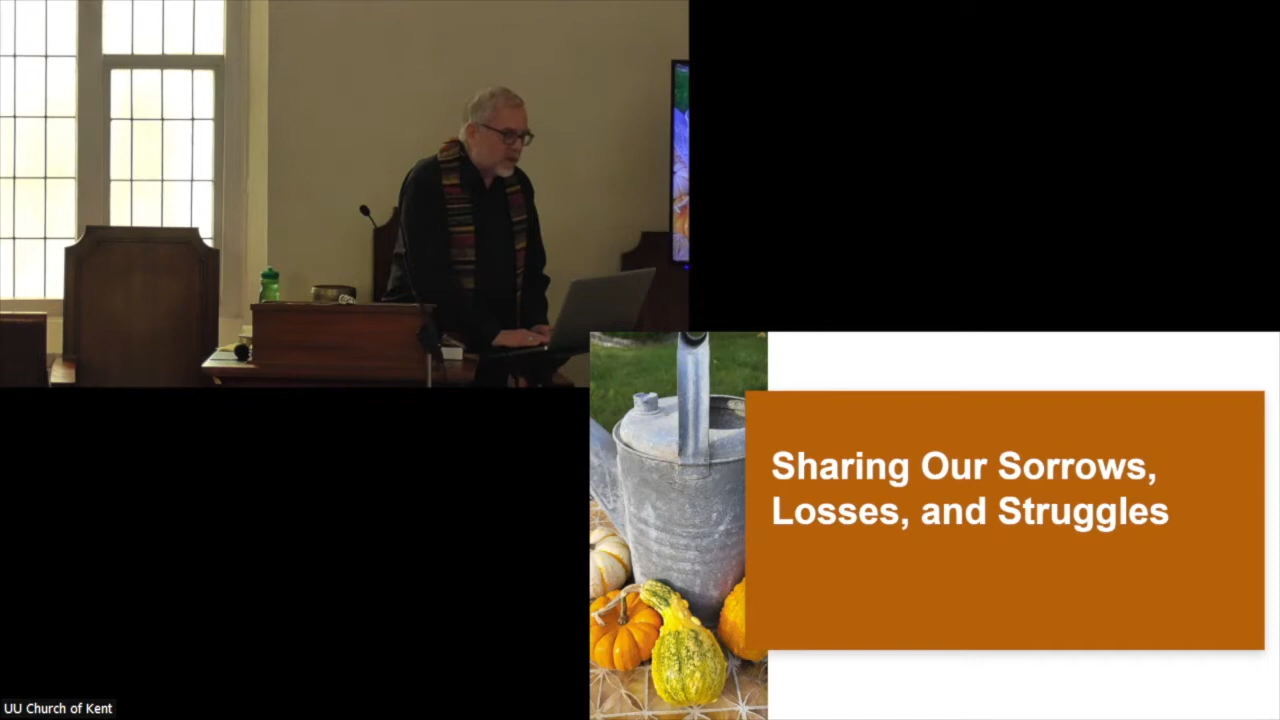 Sharing Our Sorrows,
Losses, and Struggles
UU Church of Kent